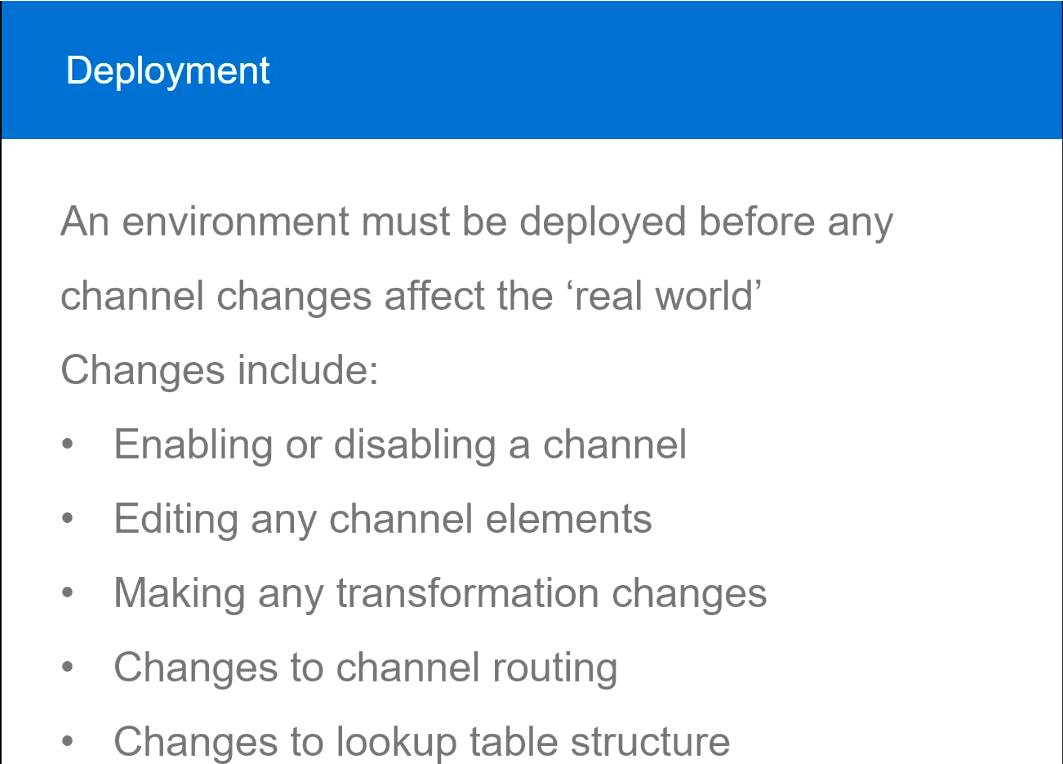 Deployment
An environment must be deployed before any
channel changes affect the ‘real world’
Changes include:
• Enabling or disabling a channel
• Editing any channel elements
• Making any transformation changes
• Changes to channel routing
• Changes to lookup table structure